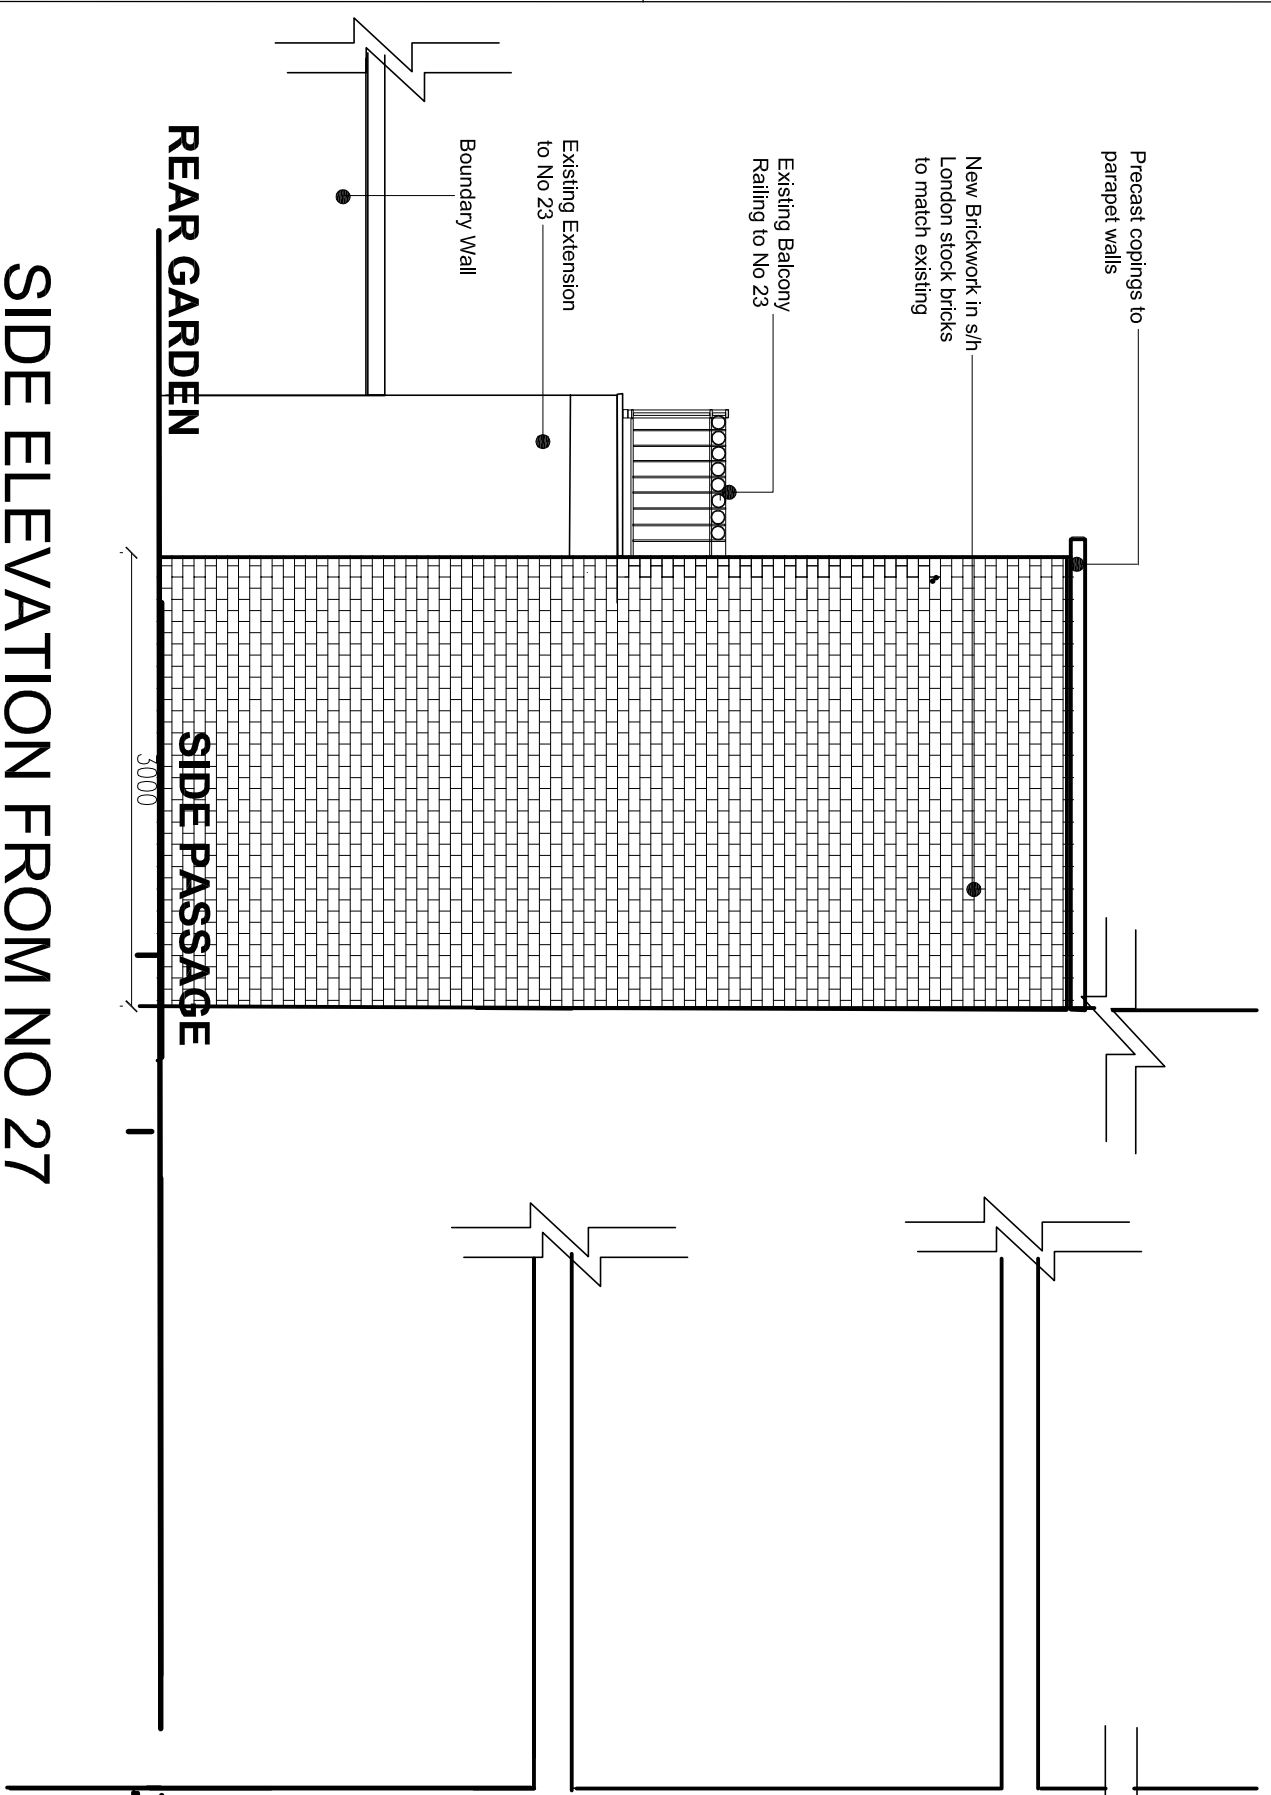 Precast copings to
parapet walls
New Brickwork in s/h
London stock bricks
to match existing
Existing Balcony
Railing to No 23
Existing Extension
to No 23
Boundary Wall
REAR GARDEN
SIDE PASSAGE
3000
SIDE ELEVATION FROM NO 27